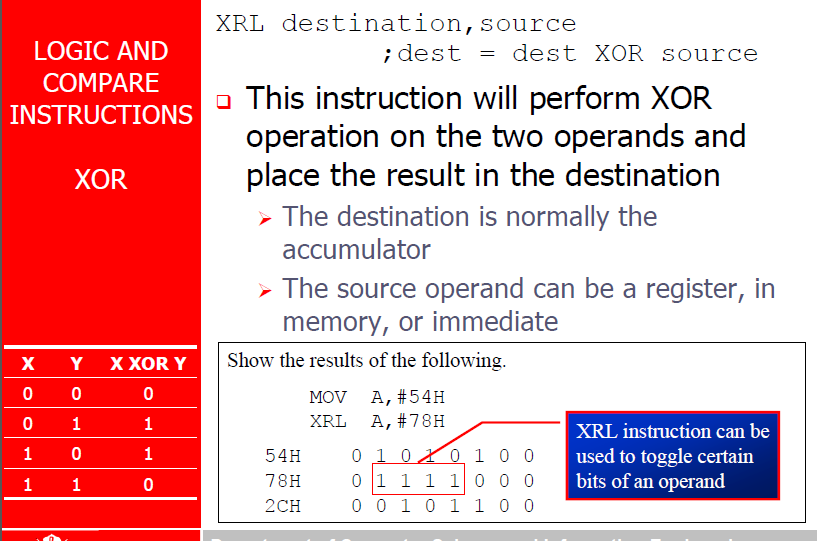 LOGIC AND
COMPARE
INSTRUCTIONS
XOR
X Y X XOR Y
0 0 0
0 1 1
1 0 1
1 1 0
XRL destination,source
;dest = dest XOR source
This instruction will perform XOR
operation on the two operands and
place the result in the destination
The destination is normally the
accumulator
The source operand can be a register, in
memory, or immediate
Show the results of the following.
MOV A,#54H
XRL A,#78H
54H 0 1 0 1 0 1 0 0
78H 0 1 1 1 1 0 0 0
2CH 0 0 1 0 1 1 0 0
XRL instruction can be
used to toggle certain
bits of an operand